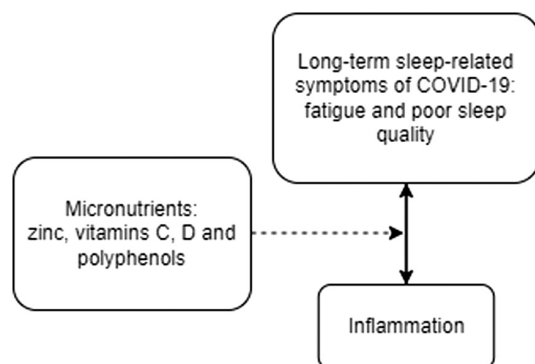 Long-term sleep-related
symptoms of COVID-19:
fatigue and poor sleep
quality
Micronutrients:
zinc, vitamins C, D and
polyphenols
Inflammation